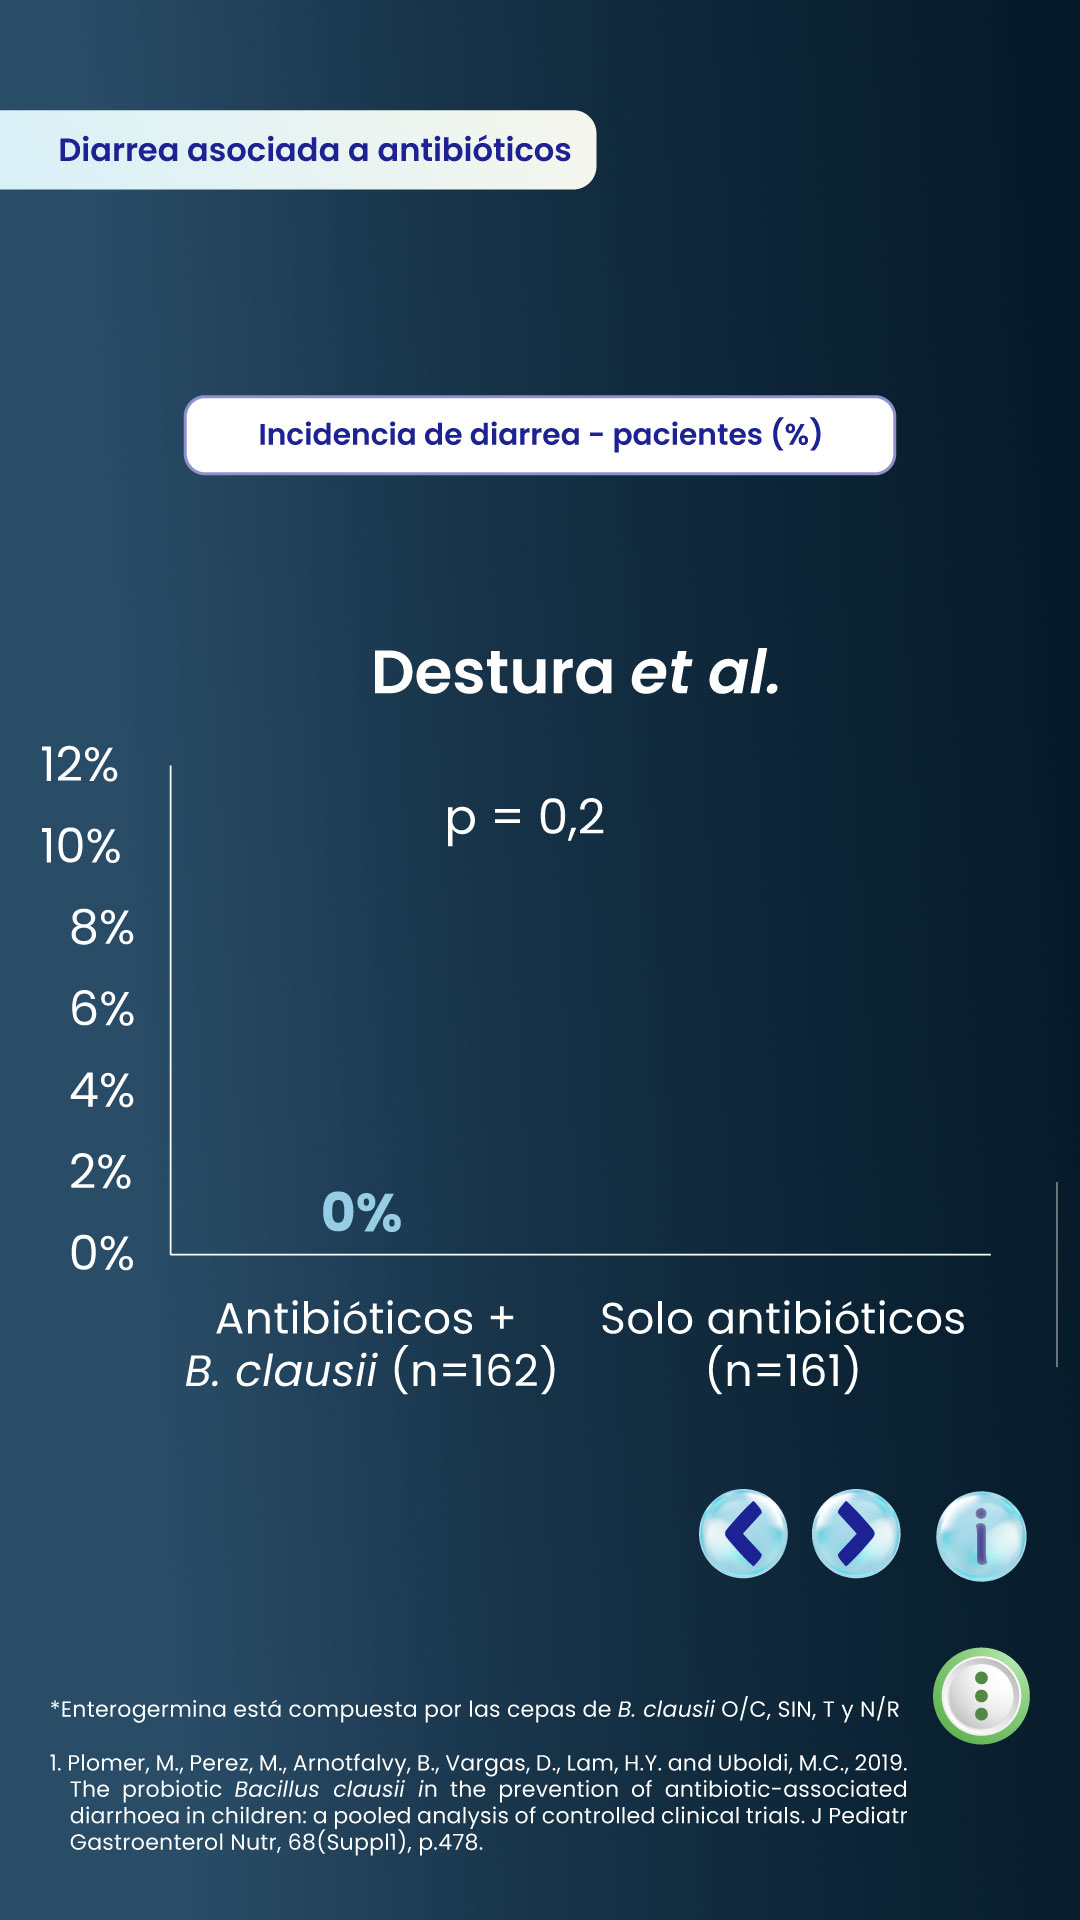 Diarrea asociada a antibióticos
Incidencia de diarrea - pacientes (%)
Destura et al.
12%
p = 0,2
10%
8%
6%
4%
2%
0%
0%
Antibióticos +
B. clausii (n=162)
Solo antibióticos
(n=161)
i
*Enterogermina está compuesta por las cepas de B. clausii O/C, SIN, T y N/R
1. Plomer, M., Perez, M., Arnotfalvy, B., Vargas, D., Lam, H.Y. and Uboldi, M.C., 2019.
The probiotic Bacillus clausii in the prevention of antibiotic-associated
diarrhoea in children: a pooled analysis of controlled clinical trials. J Pediatr
Gastroenterol Nutr, 68(Suppl1), p.478.